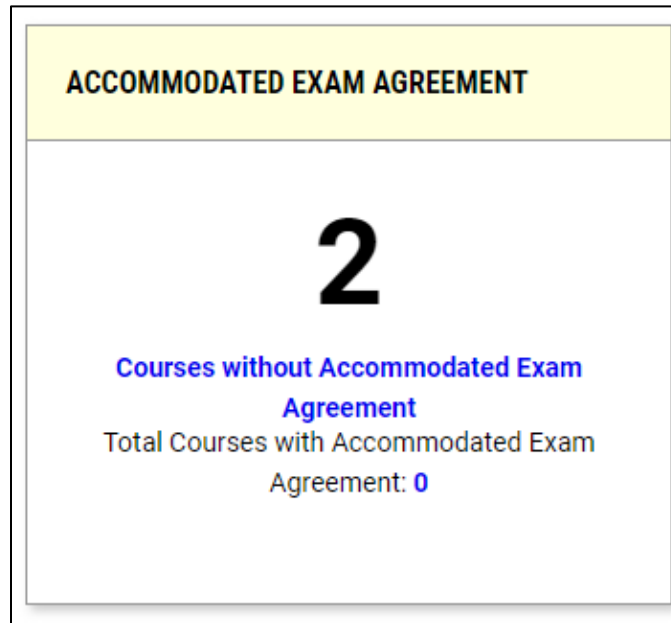 ACCOMMODATED EXAM AGREEMENT
2
Courses without Accommodated Exam
Agreement
Total Courses with Accommodated Exam
Agreement: 0